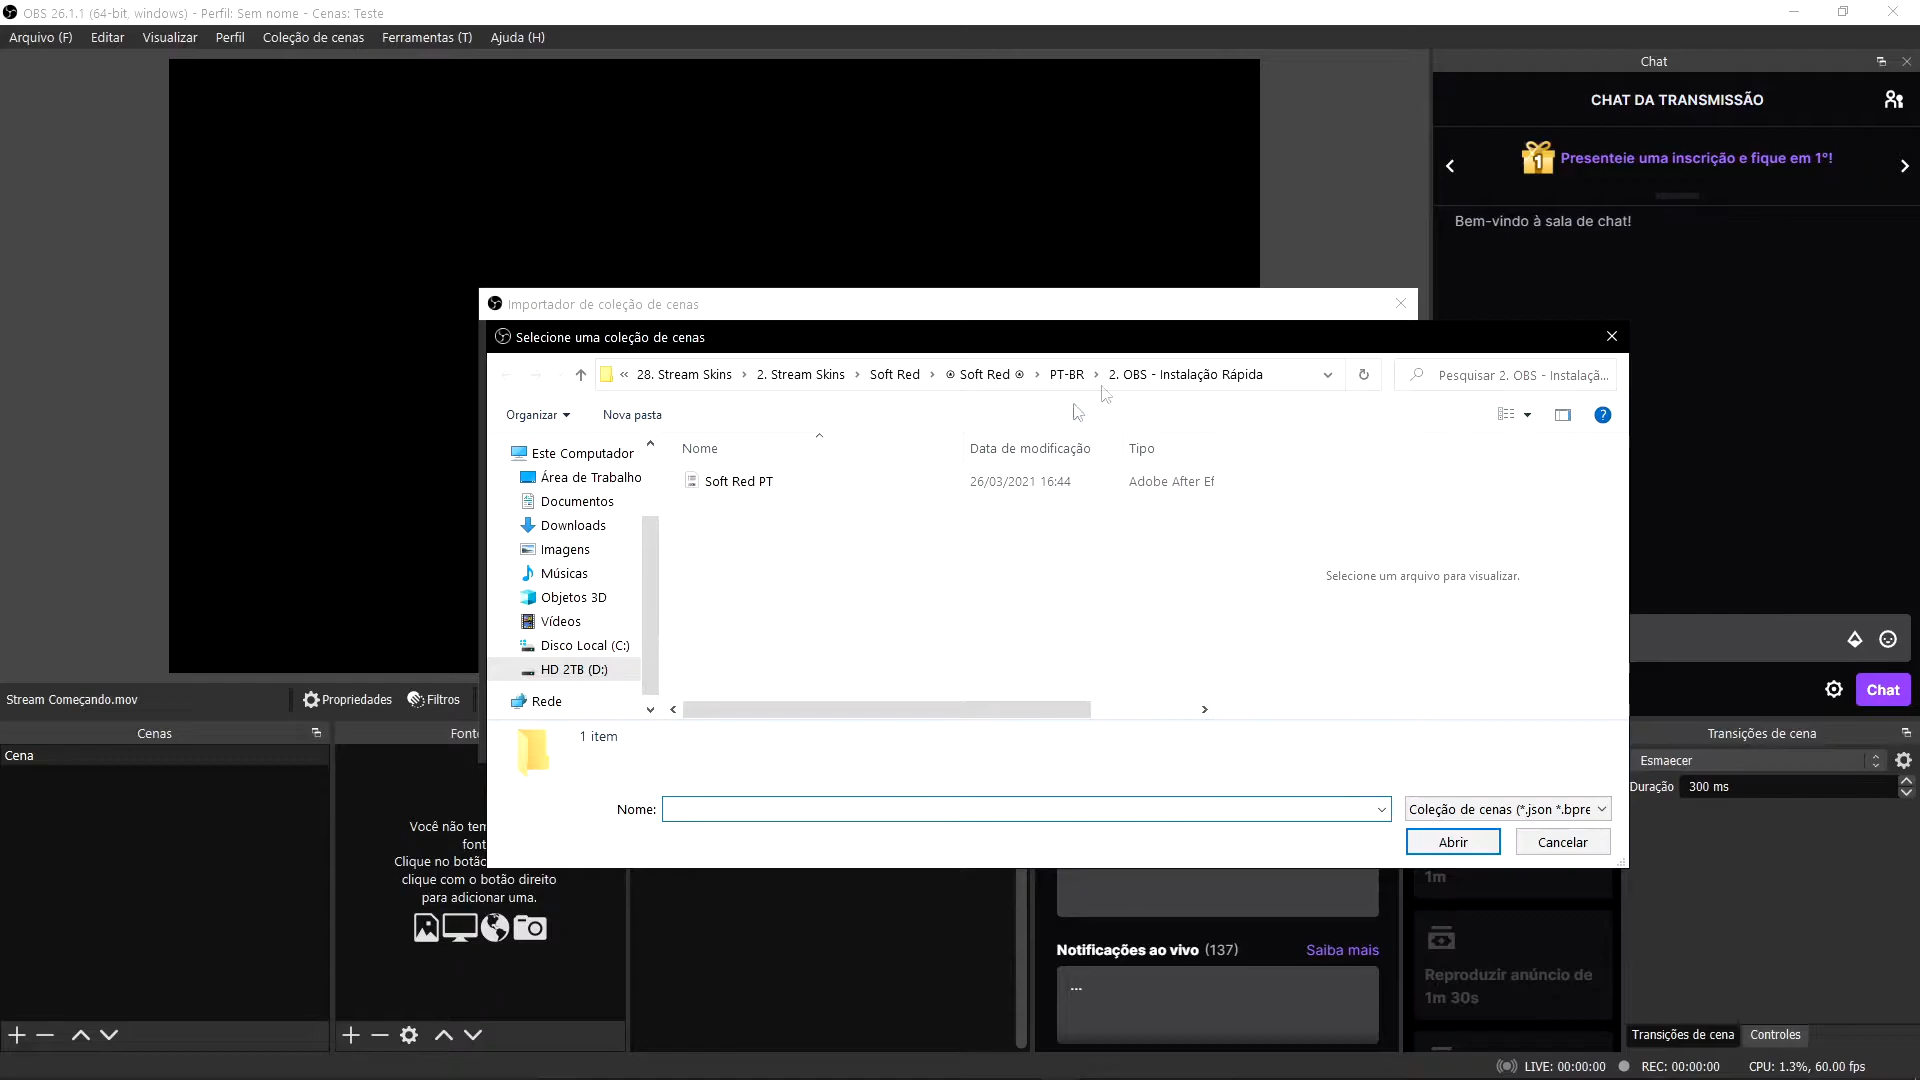 OBS 26.1.1 (64-bit, windows) - Perfil: Sem nome - Cenas: Teste
Arquivo (F) Editar Visualizar Perfil Coleção de cenas Ferramentas (T) Ajuda (H)
Chat
CHAT DA TRANSMISSÃO
1 Presenteie uma inscrição e fique em 1º!
Bem-vindo à sala de chat!
Importador de coleção de cenas
Selecione uma coleção de cenas
« 28. Stream Skins › 2. Stream Skins › Soft Red › ◉ Soft Red ◉ › PT-BR › 2. OBS - Instalação Rápida
Pesquisar 2. OBS - Instalaçã...
Organizar Nova pasta ?
Nome Data de modificação Tipo
Soft Red PT 26/03/2021 16:44 Adobe After Ef
Este Computador
Área de Trabalho
Documentos
Downloads
Imagens
Músicas
Objetos 3D
Vídeos
Disco Local (C:)
HD 2TB (D:)
Rede
Selecione um arquivo para visualizar.
1 item
Nome:
Coleção de cenas (*.json *.bpre
Abrir Cancelar
Chat
Stream Começando.mov
Propriedades Filtros
Cenas
Cena
Font
Você não tem
font
Clique no botão
clique com o botão direito
para adicionar uma.
Notificações ao vivo (137) Saiba mais
...
1m
Reproduzir anúncio de
1m 30s
Transições de cena
Esmaecer
Duração 300 ms
Transições de cena Controles
LIVE: 00:00:00 REC: 00:00:00 CPU: 1.3%, 60.00 fps